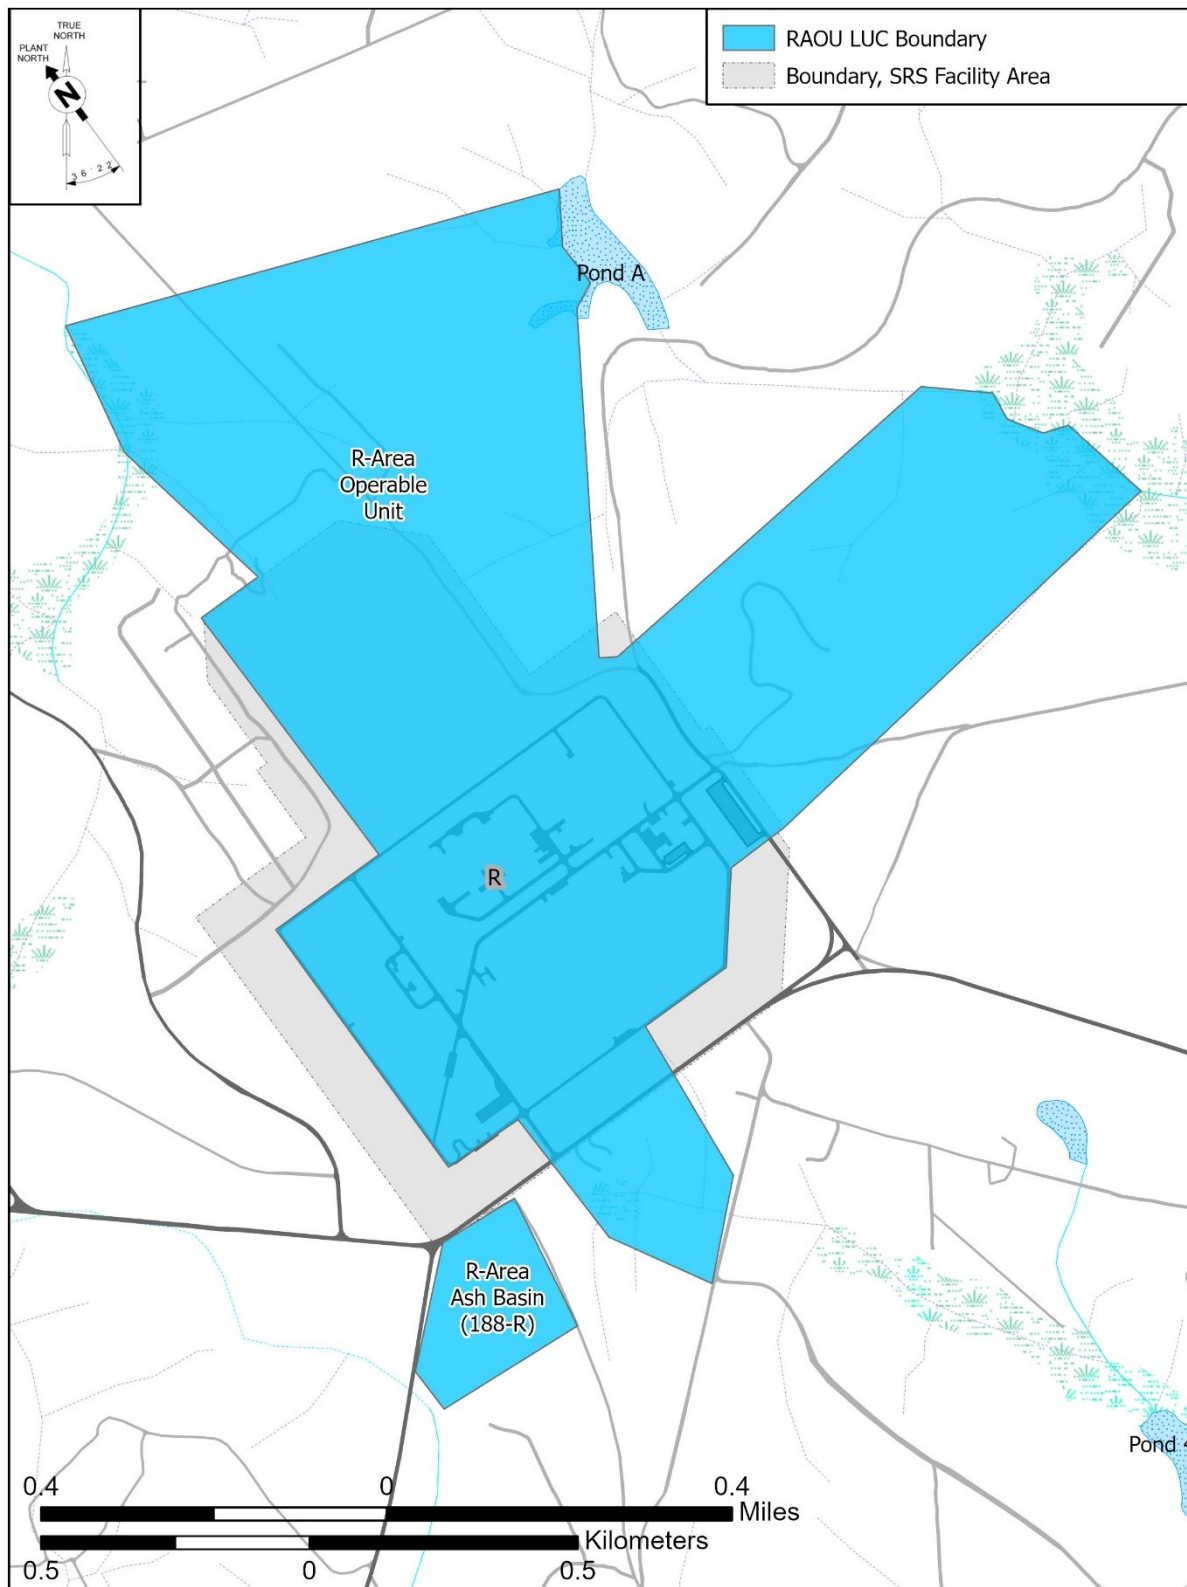 TRUE
NORTH
PLANT
NORTH
N
36°22'
RAOU LUC Boundary
Boundary, SRS Facility Area
Pond A
R-Area
Operable
Unit
R
R-Area
Ash Basin
(188-R)
Pond 4
0.4 0 0.4
Miles
Kilometers
0.5 0 0.5